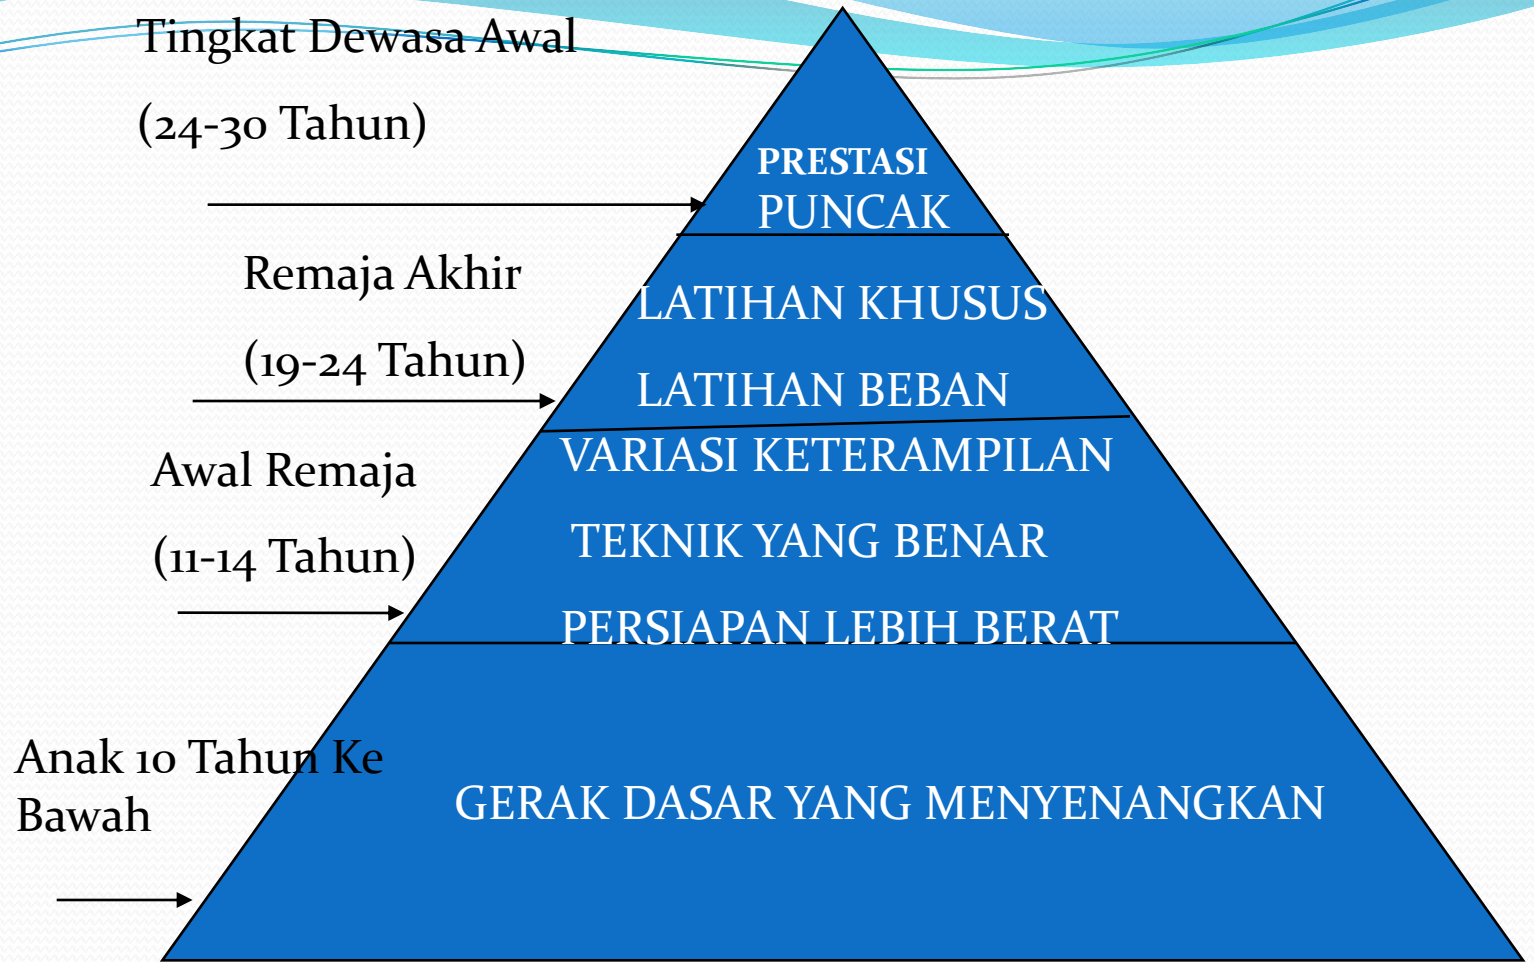 Tingkat Dewasa Awal
(24-30 Tahun)
PRESTASI
PUNCAK
Remaja Akhir
(19-24 Tahun)
LATIHAN KHUSUS
LATIHAN BEBAN
Awal Remaja
(11-14 Tahun)
VARIASI KETERAMPILAN
TEKNIK YANG BENAR
PERSIAPAN LEBIH BERAT
Anak 10 Tahun Ke
Bawah
GERAK DASAR YANG MENYENANGKAN